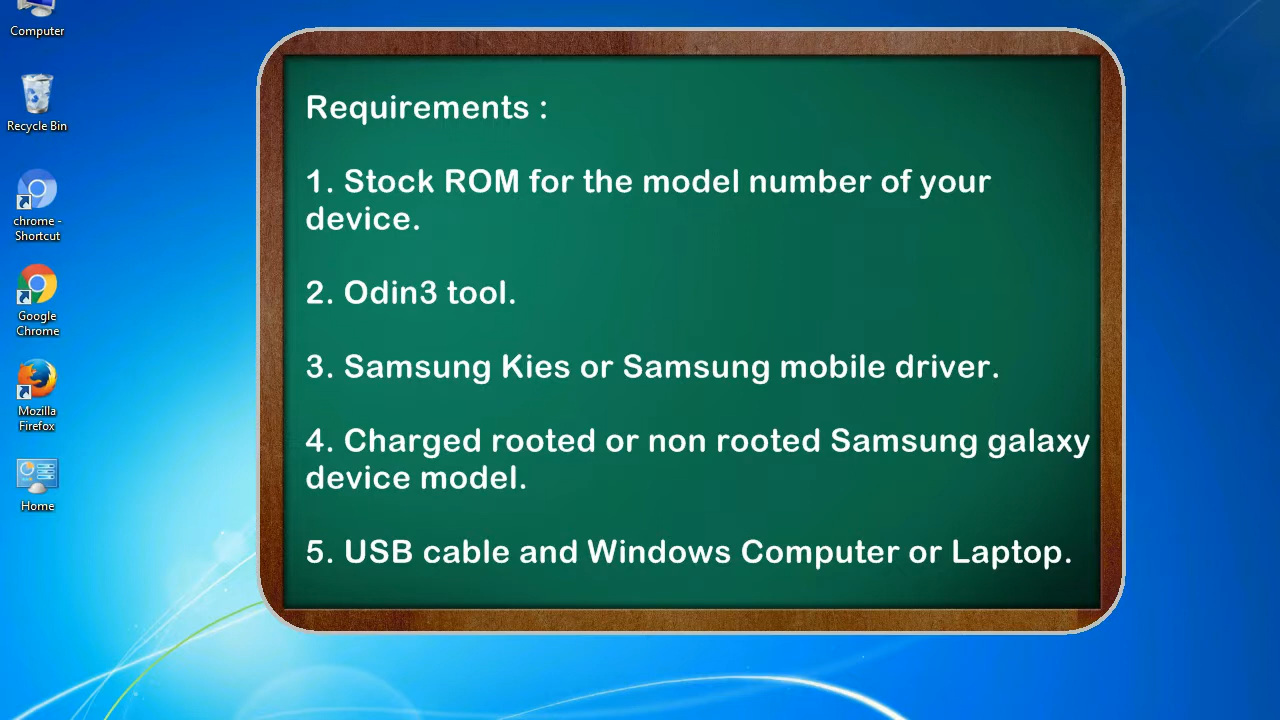 Computer
Recycle Bin
chrome -
Shortcut
Google
Chrome
Mozilla
Firefox
Home
Requirements :
1. Stock ROM for the model number of your
device.
2. Odin3 tool.
3. Samsung Kies or Samsung mobile driver.
4. Charged rooted or non rooted Samsung galaxy
device model.
5. USB cable and Windows Computer or Laptop.